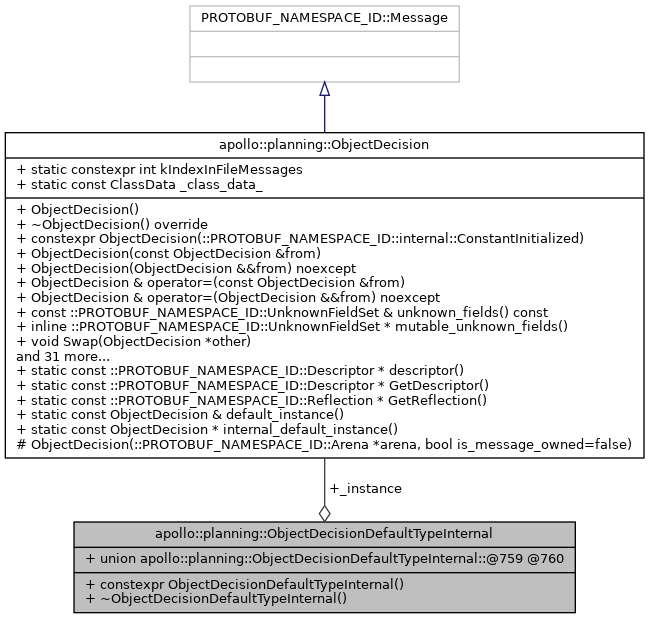 PROTOBUF_NAMESPACE_ID::Message
apollo::planning::ObjectDecision
+ static constexpr int kIndexInFileMessages
+ static const ClassData _class_data_
+ ObjectDecision()
+ ~ObjectDecision() override
+ constexpr ObjectDecision(::PROTOBUF_NAMESPACE_ID::internal::ConstantInitialized)
+ ObjectDecision(const ObjectDecision &from)
+ ObjectDecision(ObjectDecision &&from) noexcept
+ ObjectDecision & operator=(const ObjectDecision &from)
+ ObjectDecision & operator=(ObjectDecision &&from) noexcept
+ const ::PROTOBUF_NAMESPACE_ID::UnknownFieldSet & unknown_fields() const
+ inline ::PROTOBUF_NAMESPACE_ID::UnknownFieldSet * mutable_unknown_fields()
+ void Swap(ObjectDecision *other)
and 31 more...
+ static const ::PROTOBUF_NAMESPACE_ID::Descriptor * descriptor()
+ static const ::PROTOBUF_NAMESPACE_ID::Descriptor * GetDescriptor()
+ static const ::PROTOBUF_NAMESPACE_ID::Reflection * GetReflection()
+ static const ObjectDecision & default_instance()
+ static const ObjectDecision * internal_default_instance()
# ObjectDecision(::PROTOBUF_NAMESPACE_ID::Arena *arena, bool is_message_owned=false)
+_instance
apollo::planning::ObjectDecisionDefaultTypeInternal
+ union apollo::planning::ObjectDecisionDefaultTypeInternal::@759 @760
+ constexpr ObjectDecisionDefaultTypeInternal()
+ ~ObjectDecisionDefaultTypeInternal()